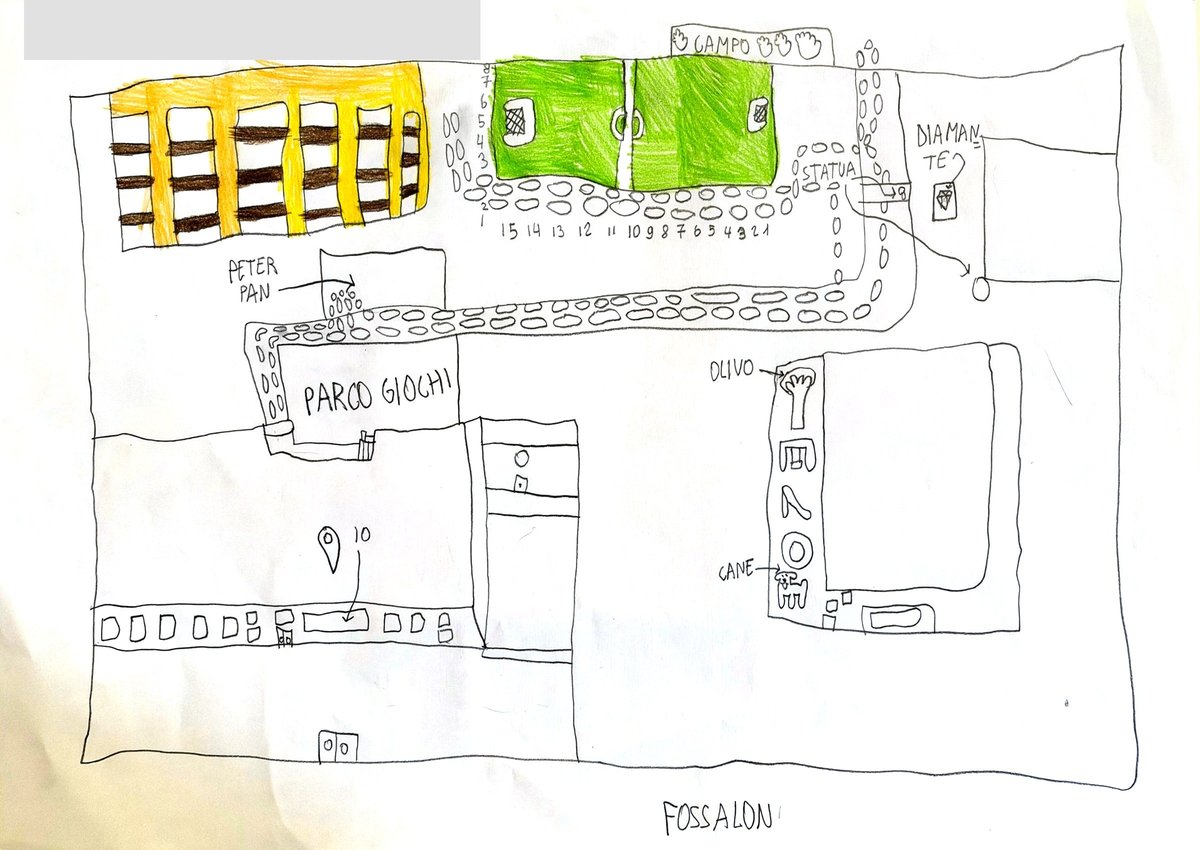 CAMPO
8
7
6
5
4
3
2
1
15 14 13 12 11 10 9 8 7 6 5 4 3 2 1
STATUA
8
DIAMAN-
TE
PETER
PAN
PARCO GIOCHI
OLIVO
CANE
10
FOSSALON